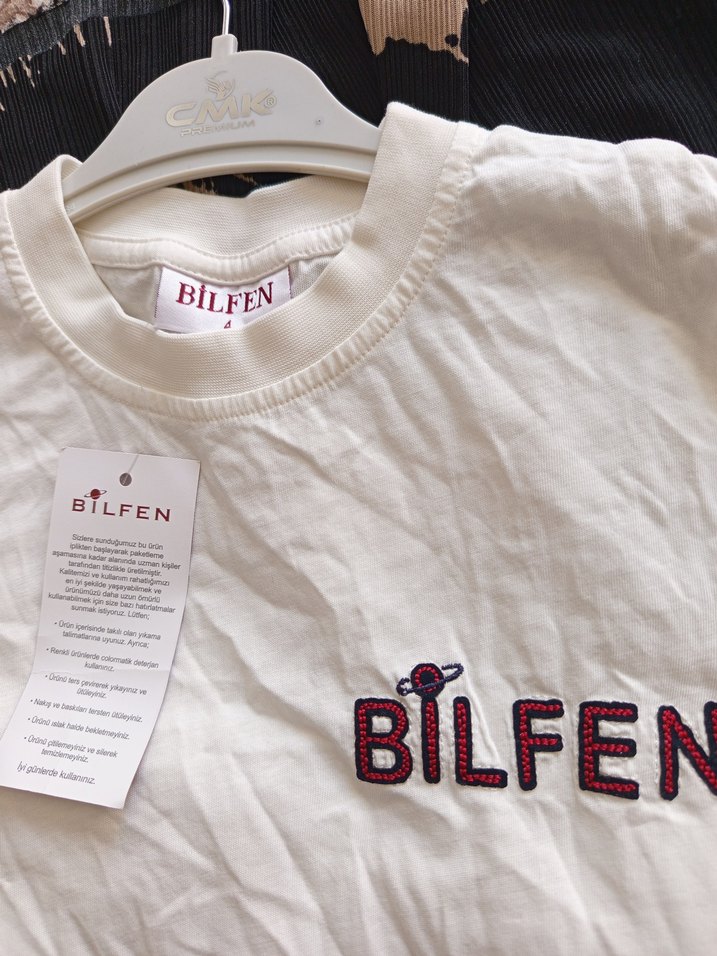 CMK®
PREMIUM
BİLFEN
4
BİLFEN
Sizlere sunduğumuz bu ürün
iplikten başlayarak paketleme
aşamasına kadar alanında uzman kişiler
tarafından titizlikle üretilmiştir.
Kalitemizi ve kullanım rahatlığımızı
en iyi şekilde yaşayabilmek ve
ürünümüzü daha uzun ömürlü
kullanabilmek için size bazı hatırlatmalar
sunmak istiyoruz. Lütfen;
• Ürün içerisinde takılı olan yıkama
talimatlarına uyunuz. Ayrıca;
• Renkli ürünlerde colormatik deterjan
kullanınız.
• Ürünü ters çevirerek yıkayınız ve
ütüleyiniz.
• Nakış ve baskıları tersten ütüleyiniz.
• Ürünü ıslak halde bekletmeyiniz.
• Ürünü çitilemeyiniz ve silerek
temizlemeyiniz.
İyi günlerde kullanınız.
BİLFEN